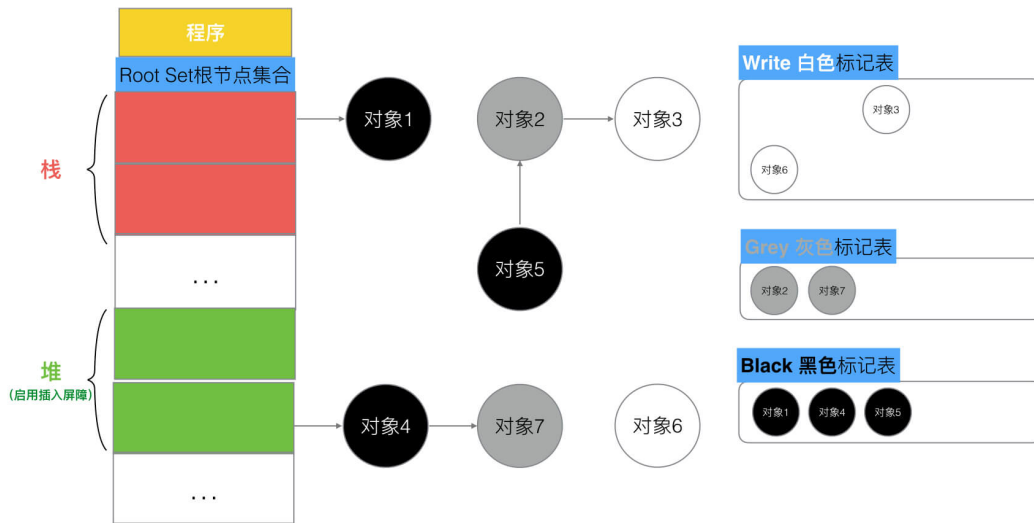 程序
Root Set根节点集合
栈
...
堆
(启用插入屏障)
...
对象1
对象2
对象3
对象5
对象4
对象7
对象6
Write 白色标记表
对象3
对象6
Grey 灰色标记表
对象2
对象7
Black 黑色标记表
对象1
对象4
对象5